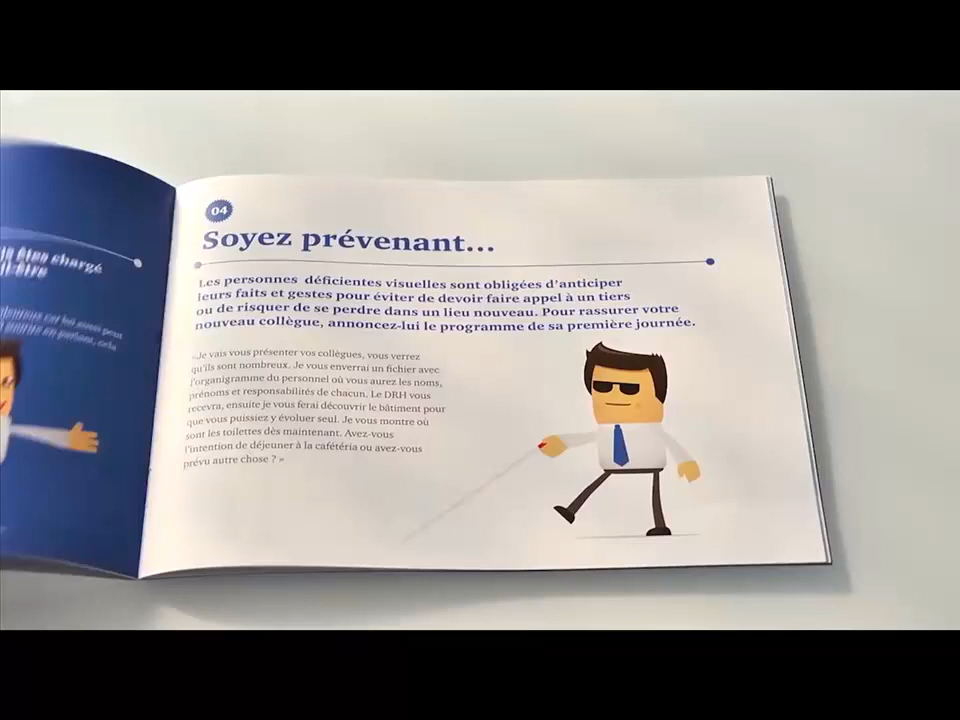 être chargé
04
Soyez prévenant...
Les personnes déficientes visuelles sont obligées d'anticiper
leurs faits et gestes pour éviter de devoir faire appel à un tiers
ou de risquer de se perdre dans un lieu nouveau. Pour rassurer votre
nouveau collègue, annoncez-lui le programme de sa première journée.
«Je vais vous présenter vos collègues, vous verrez
qu'ils sont nombreux. Je vous enverrai un fichier avec
l'organigramme du personnel où vous aurez les noms,
prénoms et responsabilités de chacun. Le DRH vous
recevra, ensuite je vous ferai découvrir le bâtiment pour
que vous puissiez y évoluer seul. Je vous montre où
sont les toilettes dès maintenant. Avez-vous
l'intention de déjeuner à la cafétéria ou avez-vous
prévu autre chose ? »